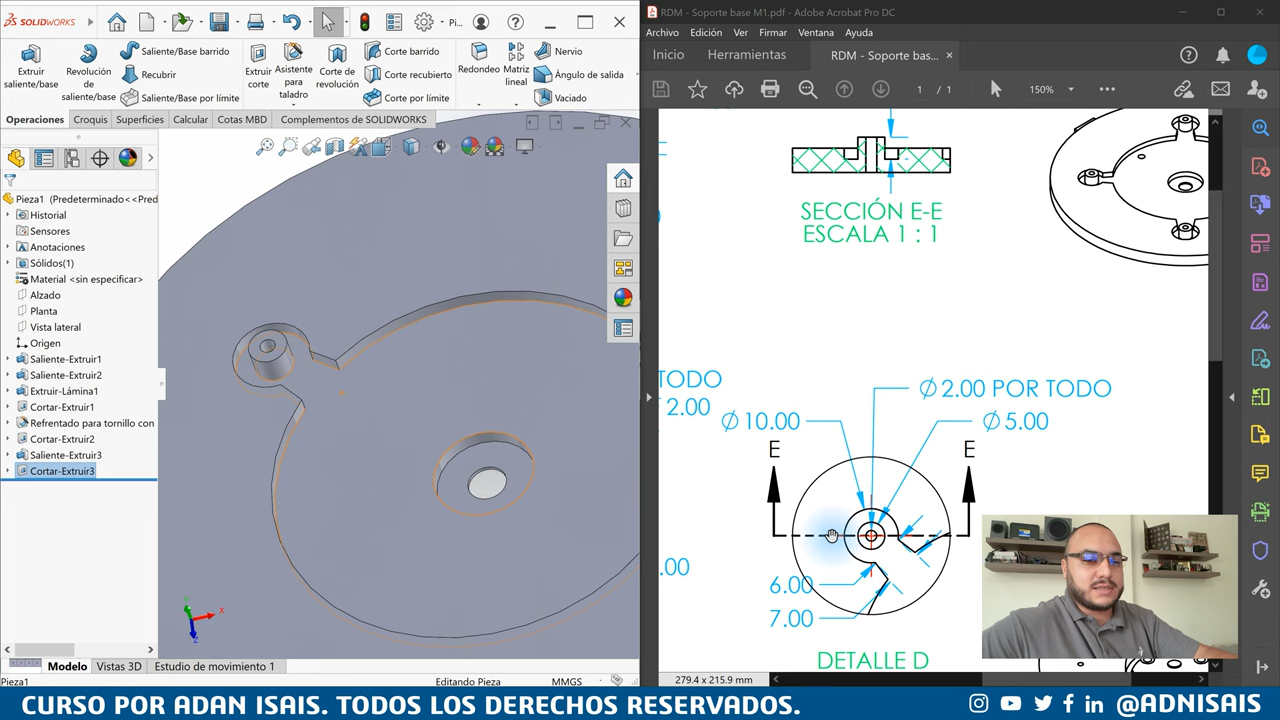 SOLIDWORKS
Pi...
Extruir saliente/base
Revolución de saliente/base
Saliente/Base barrido
Recubrir
Saliente/Base por límite
Extruir corte
Asistente para taladro
Corte de revolución
Corte barrido
Corte recubierto
Corte por límite
Redondeo
Matriz lineal
Nervio
Ángulo de salida
Vaciado
Operaciones
Croquis
Superficies
Calcular
Cotas MBD
Complementos de SOLIDWORKS
Pieza1 (Predeterminado<<Pred
Historial
Sensores
Anotaciones
Sólidos(1)
Material <sin especificar>
Alzado
Planta
Vista lateral
Origen
Saliente-Extruir1
Saliente-Extruir2
Extruir-Lámina1
Cortar-Extruir1
Refrentado para tornillo con
Cortar-Extruir2
Saliente-Extruir3
Cortar-Extruir3
X
Z
Modelo
Vistas 3D
Estudio de movimiento 1
Pieza1
Editando Pieza
MMGS
RDM - Soporte base M1.pdf - Adobe Acrobat Pro DC
Archivo Edición Ver Firmar Ventana Ayuda
Inicio
Herramientas
RDM - Soporte bas...
1 / 1
150%
SECCIÓN E-E
ESCALA 1 : 1
TODO
2.00
Ø 2.00 POR TODO
Ø 10.00
Ø 5.00
E
E
.00
6.00
7.00
DETALLE D
279.4 x 215.9 mm
CURSO POR ADAN ISAIS. TODOS LOS DERECHOS RESERVADOS.
@ADNISAIS